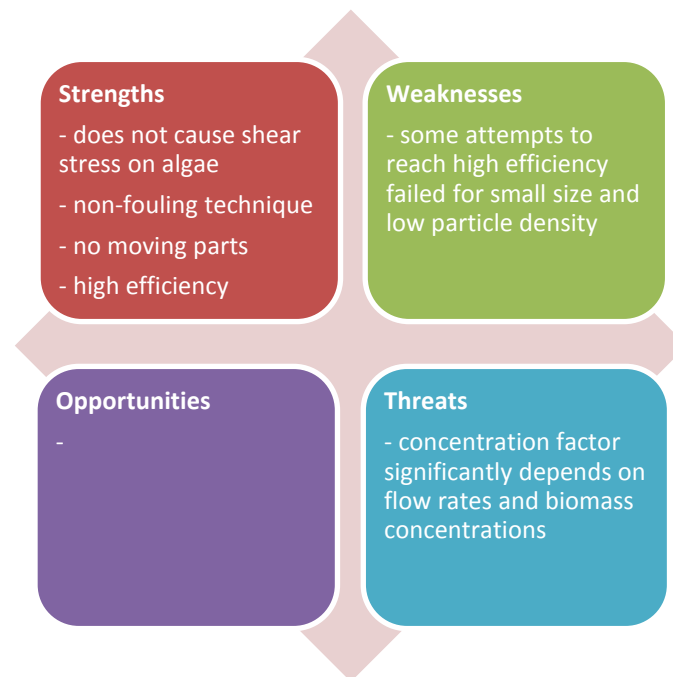 Strengths
- does not cause shear
stress on algae
- non-fouling technique
- no moving parts
- high efficiency
Weaknesses
- some attempts to
reach high efficiency
failed for small size and
low particle density
Opportunities
-
Threats
- concentration factor
significantly depends on
flow rates and biomass
concentrations